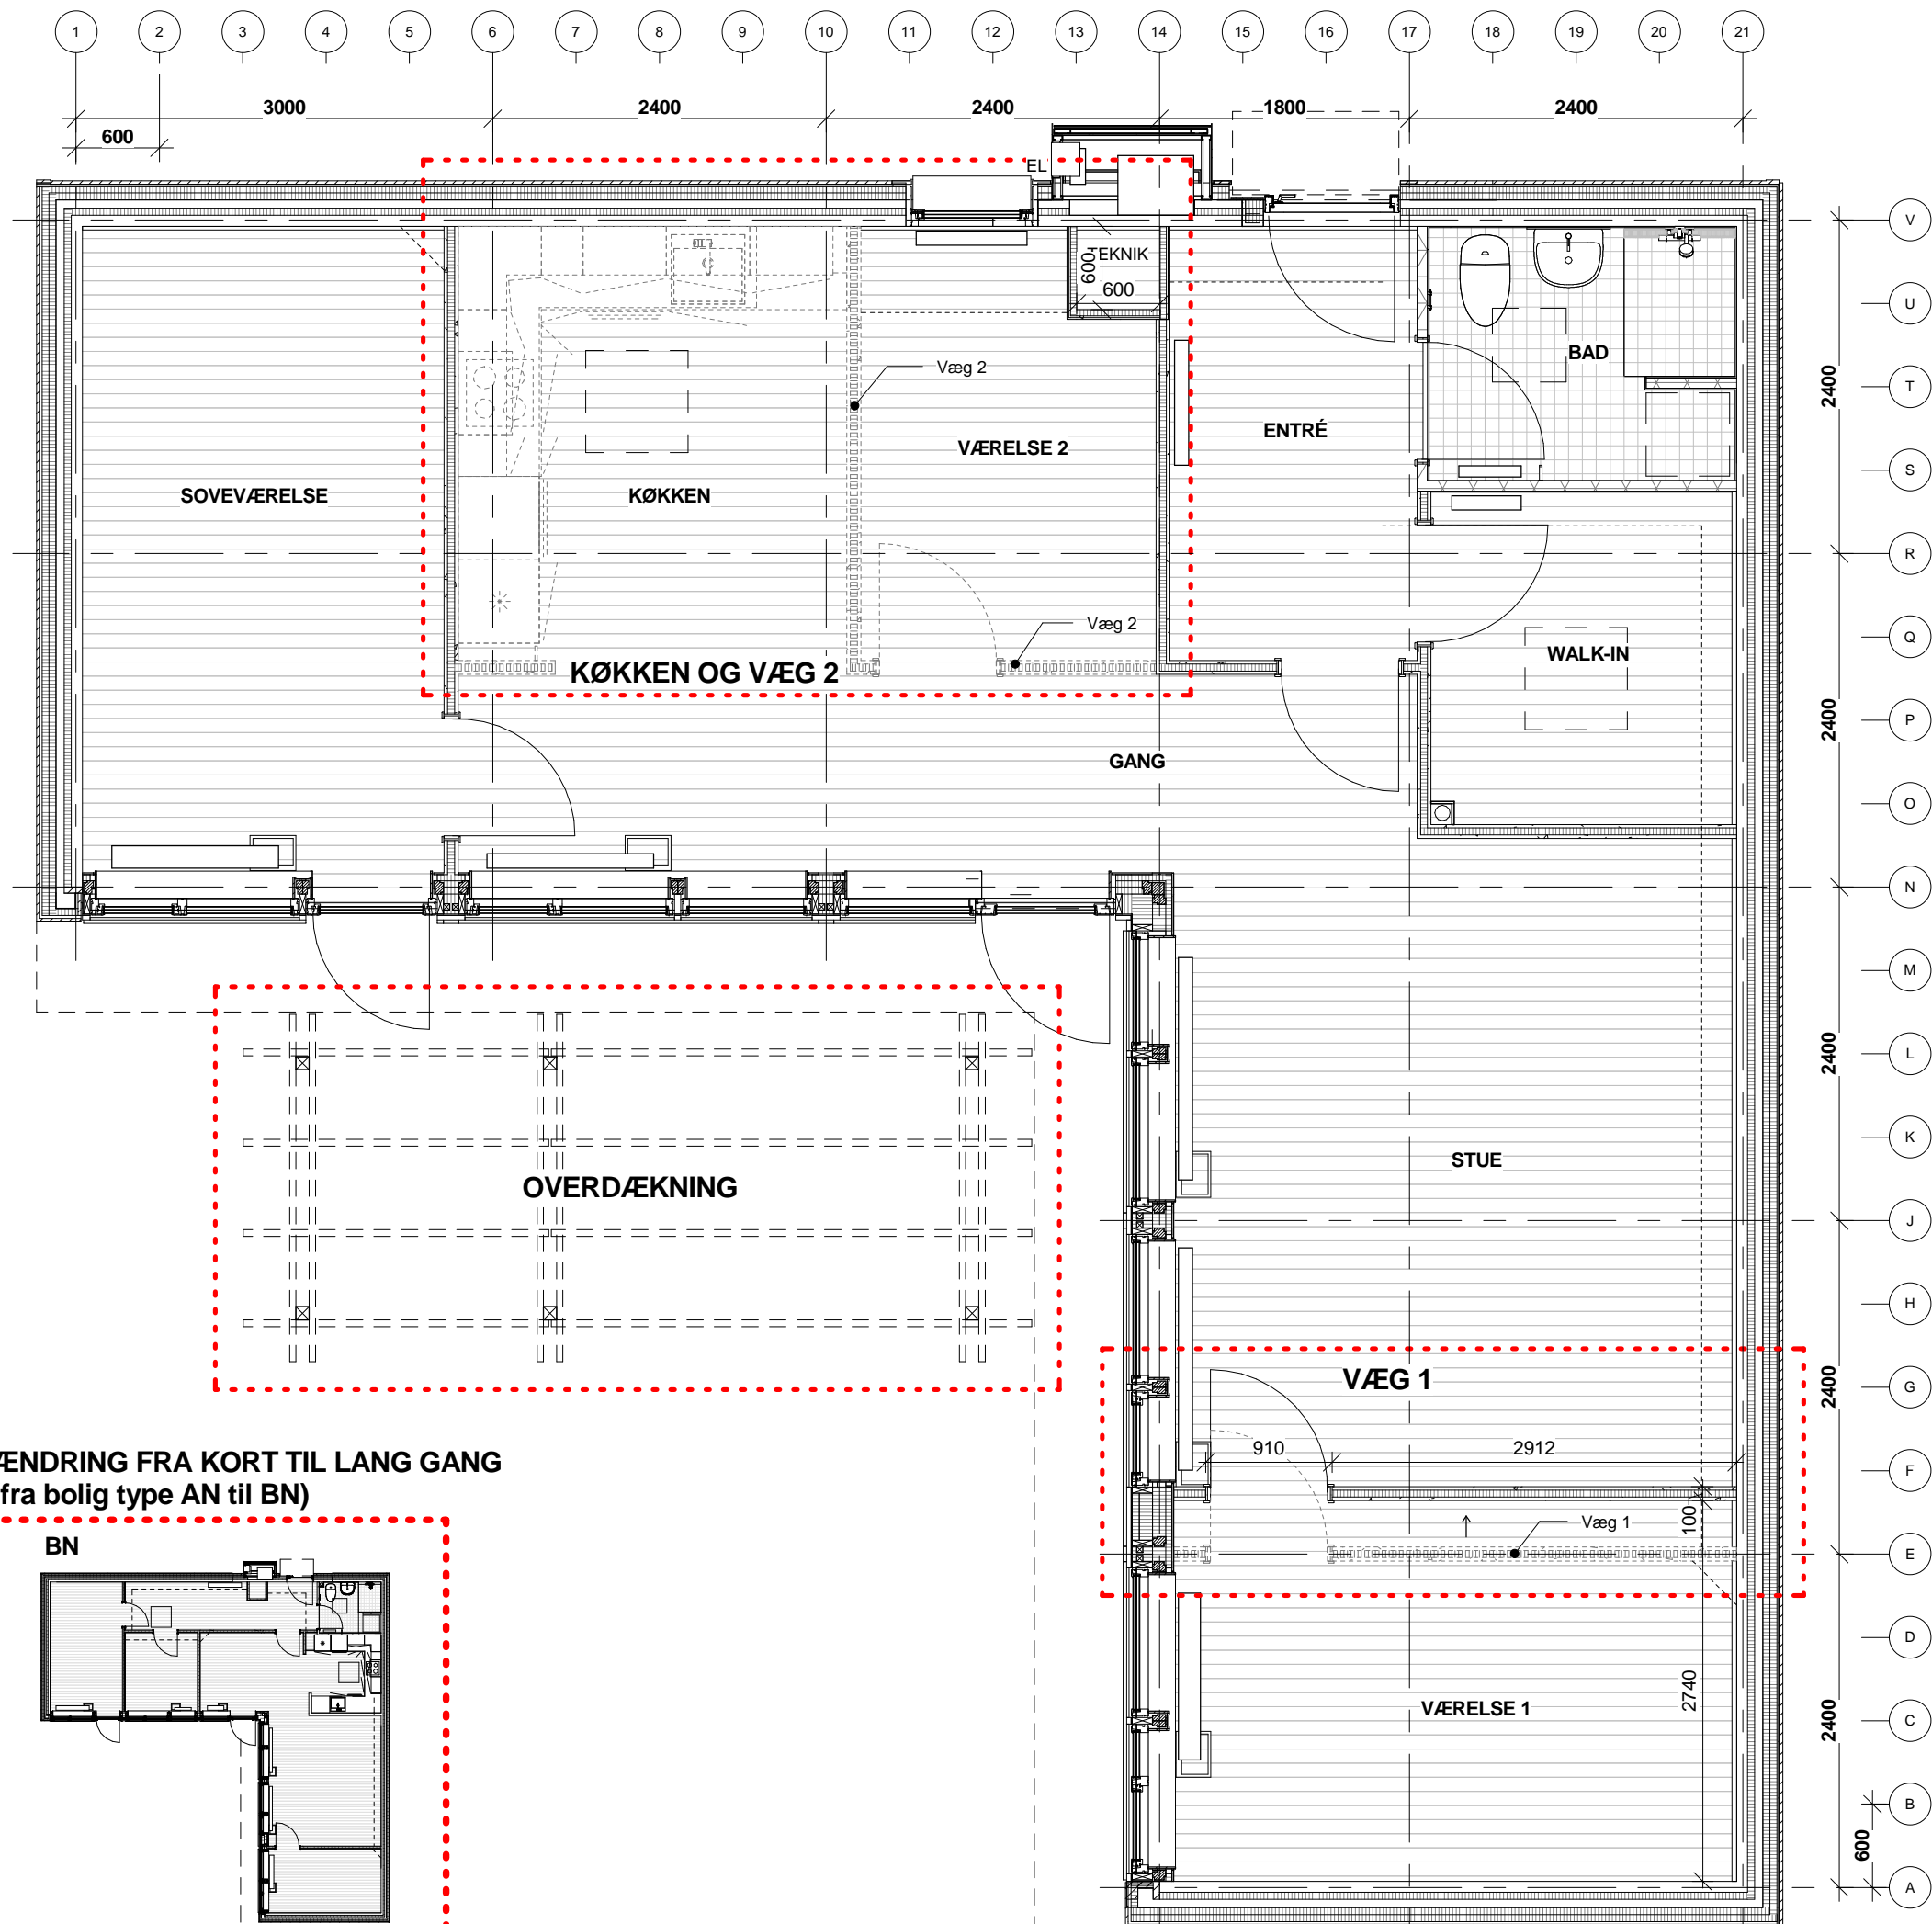 1 2 3 4 5 6 7 8 9 10 11 12 13 14 15 16 17 18 19 20 21
3000 2400 2400 1800 2400
600
EL
V
TEKNIK
600
600
U
BAD
Væg 2
2400
T
ENTRÉ
VÆRELSE 2
S
SOVEVÆRELSE
KØKKEN
R
Væg 2
Q
WALK-IN
KØKKEN OG VÆG 2
2400
P
GANG
O
N
M
2400
L
K
STUE
OVERDÆKNING
J
H
VÆG 1
2400
G
910
2912
F
ÆNDRING FRA KORT TIL LANG GANG
fra bolig type AN til BN)
100
Væg 1
E
BN
D
2740
VÆRELSE 1
2400
C
B
600
A